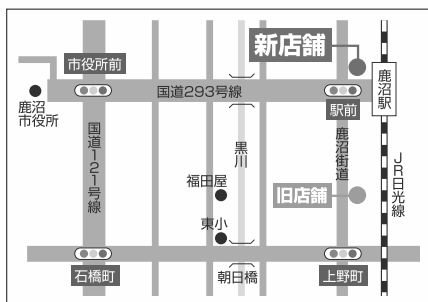 新店舗
市役所前
鹿沼駅
国道293号線
鹿沼
市役所
駅前
国道121号線
黒川
鹿沼街道
JR日光線
福田屋
旧店舗
東小
石橋町
朝日橋
上野町